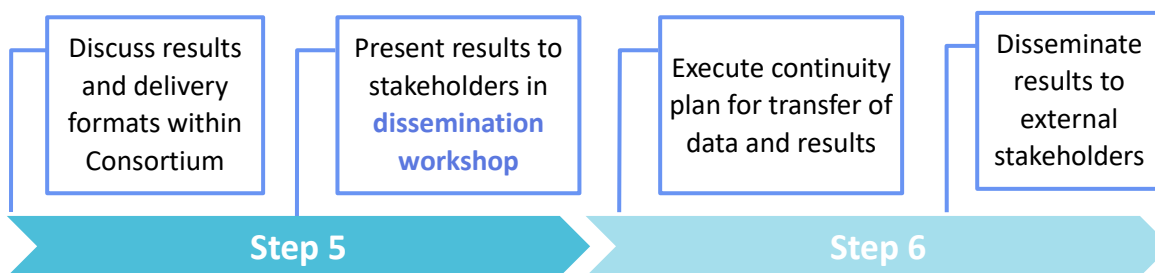 Discuss results
and delivery
formats within
Consortium
Present results to
stakeholders in
dissemination
workshop
Execute continuity
plan for transfer of
data and results
Disseminate
results to
external
stakeholders
Step 5
Step 6